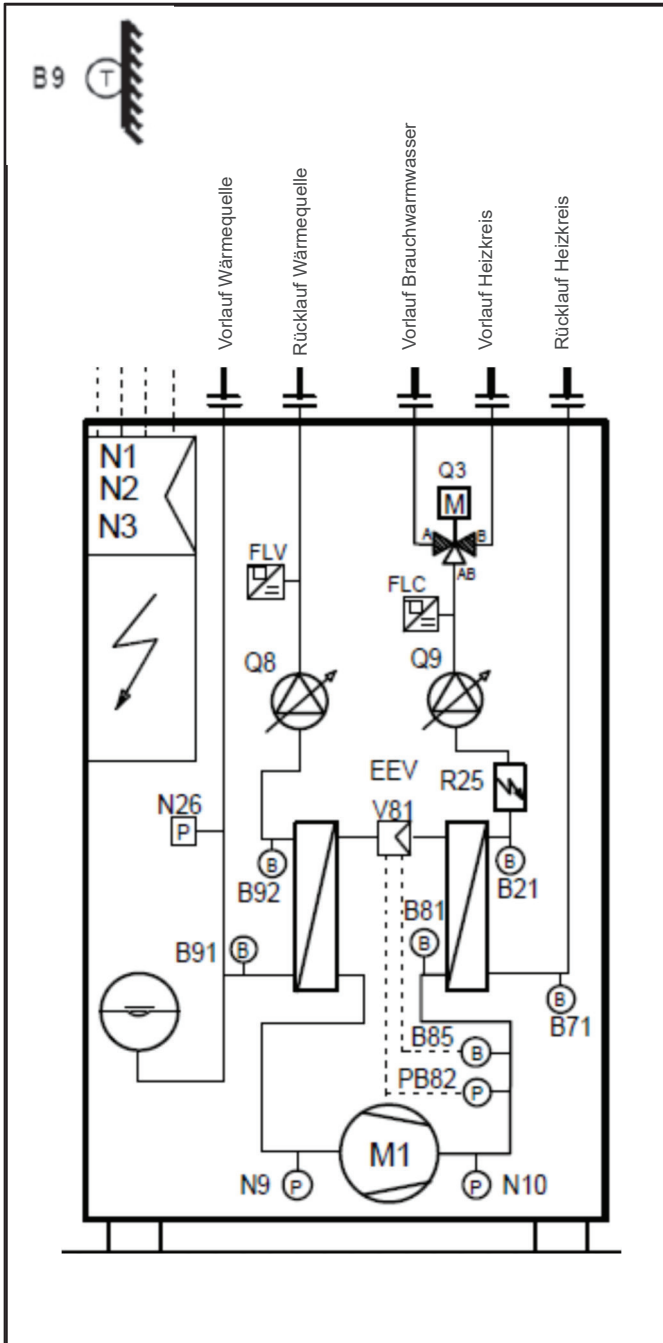 B9
T
Vorlauf Wärmequelle
Rücklauf Wärmequelle
Vorlauf Brauchwarmwasser
Vorlauf Heizkreis
Rücklauf Heizkreis
N1
N2
N3
Q3
M
A
B
AB
FLV
FLC
Q8
Q9
EEV
R25
V81
N26
P
B
B92
B
B21
B81
B
B91
B
B
B71
B85
B
PB82
P
M1
N9
P
P
N10